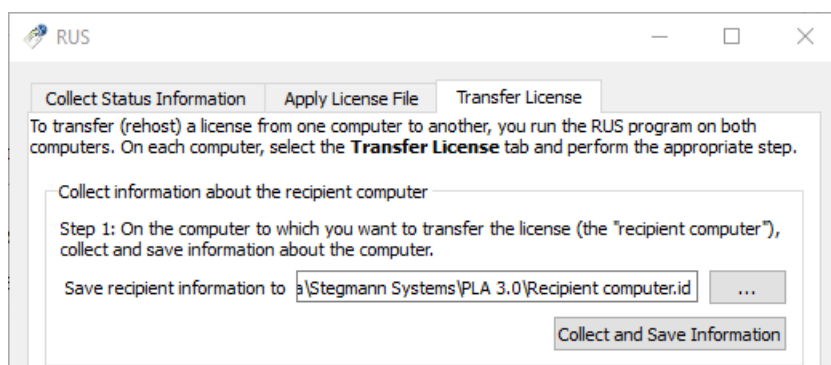 RUS
Collect Status Information Apply License File Transfer License
To transfer (rehost) a license from one computer to another, you run the RUS program on both
computers. On each computer, select the Transfer License tab and perform the appropriate step.
Collect information about the recipient computer
Step 1: On the computer to which you want to transfer the license (the "recipient computer"),
collect and save information about the computer.
Save recipient information to a\Stegmann Systems\PLA 3.0\Recipient computer.id ...
Collect and Save Information